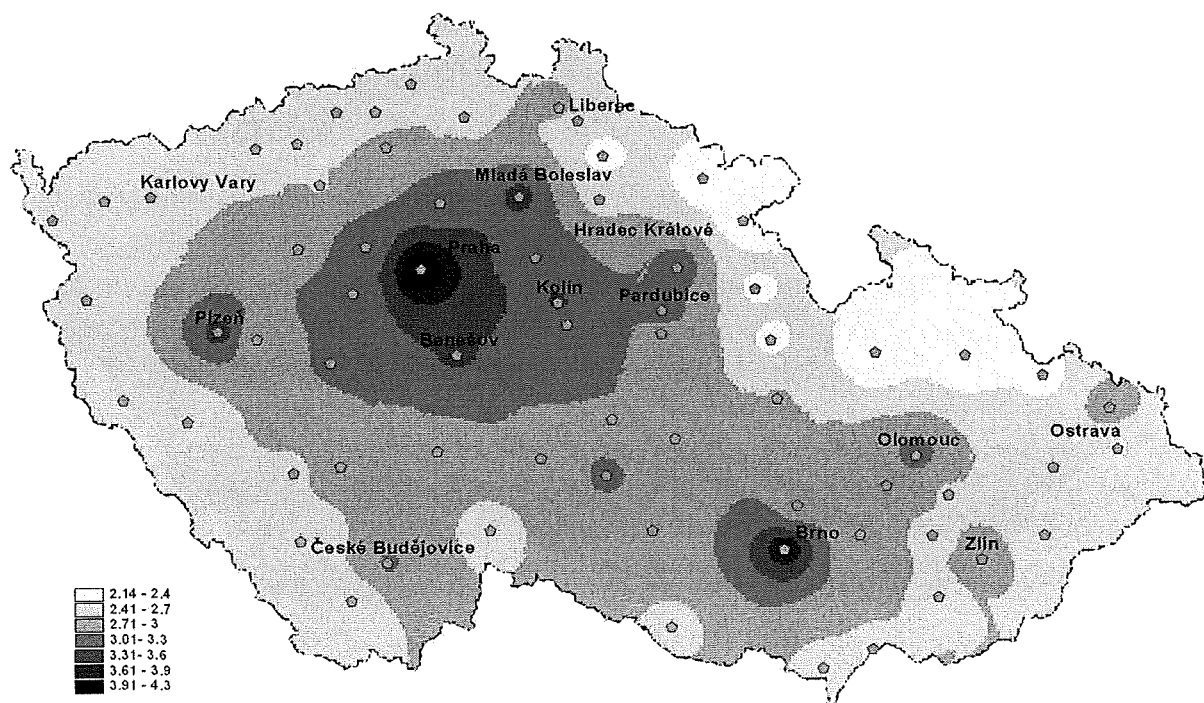 Liberec
Karlovy Vary
Mladá Boleslav
Hradec Králové
Praha
Kolín
Pardubice
Plzeň
Benešov
Olomouc
Ostrava
České Budějovice
Brno
Zlín
2.14 - 2.4
2.41 - 2.7
2.71 - 3
3.01 - 3.3
3.31 - 3.6
3.61 - 3.9
3.91 - 4.3